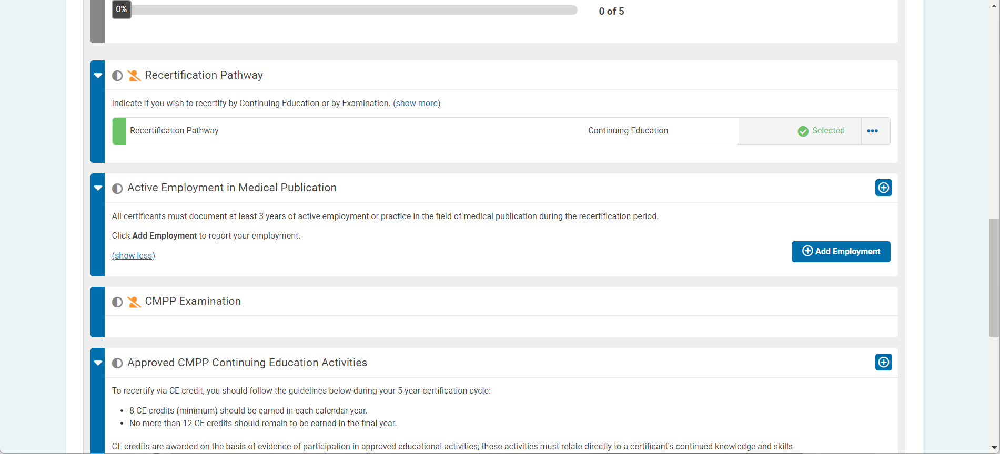 0%
0 of 5
Recertification Pathway
Indicate if you wish to recertify by Continuing Education or by Examination. (show more)
Recertification Pathway Continuing Education Selected
Active Employment in Medical Publication
All certificants must document at least 3 years of active employment or practice in the field of medical publication during the recertification period.
Click Add Employment to report your employment.
(show less)
Add Employment
CMPP Examination
Approved CMPP Continuing Education Activities
To recertify via CE credit, you should follow the guidelines below during your 5-year certification cycle:
• 8 CE credits (minimum) should be earned in each calendar year.
• No more than 12 CE credits should remain to be earned in the final year.
CE credits are awarded on the basis of evidence of participation in approved educational activities; these activities must relate directly to a certificant's continued knowledge and skills